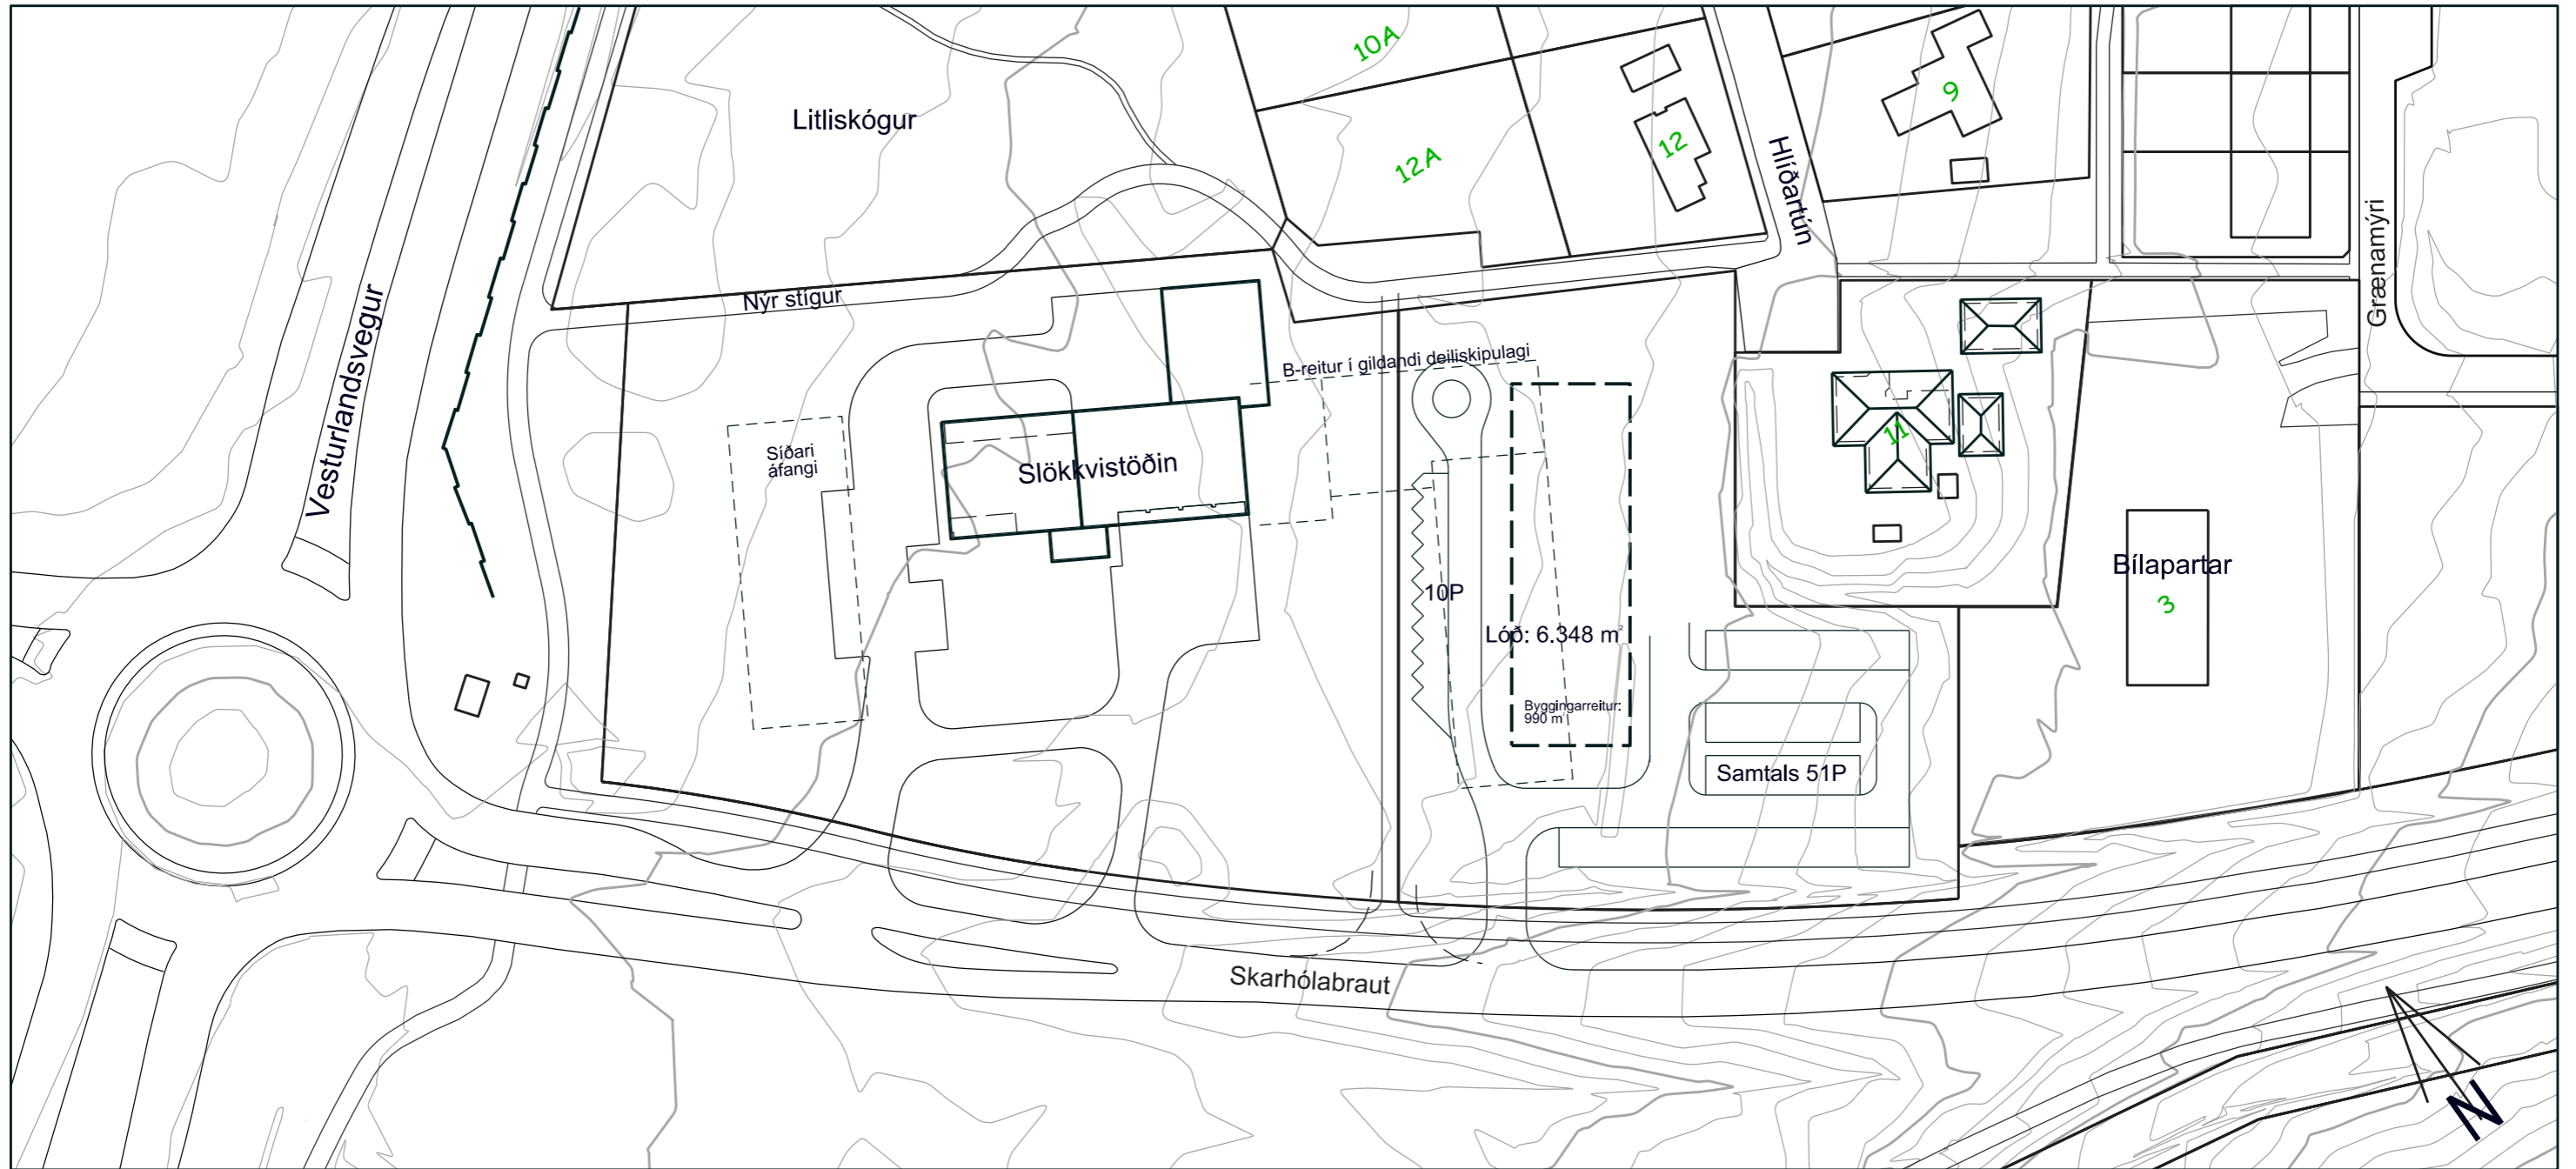 10A
Litliskógur
9
12
12A
Hlíðartún
Grænamýri
Nýr stígur
Vesturlandsvegur
B-reitur í gildandi deiliskipulagi
Síðari
áfangi
Slökkvistöðin
11
Bílapartar
3
10P
Lóð: 6.348 m²
Byggingarreitur:
990 m²
Samtals 51P
Skarhólabraut
N